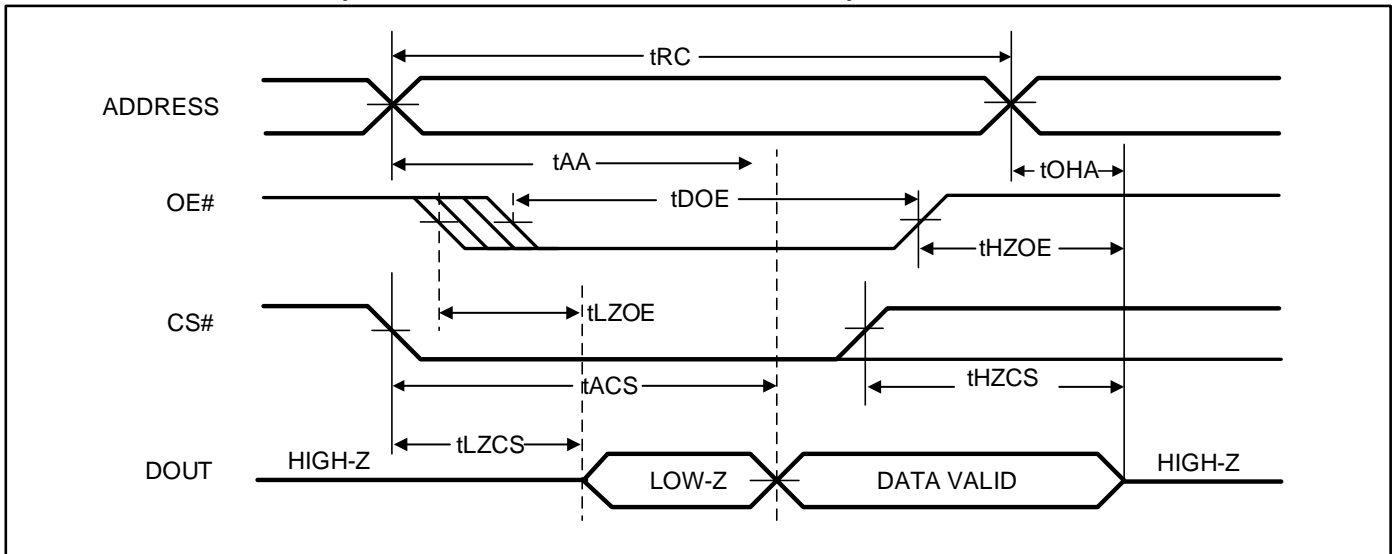 tRC
ADDRESS
tAA
tOHA
OE#
tDOE
tHZOE
tLZOE
CS#
tACS
tHZCS
tLZCS
DOUT
HIGH-Z
LOW-Z
DATA VALID
HIGH-Z